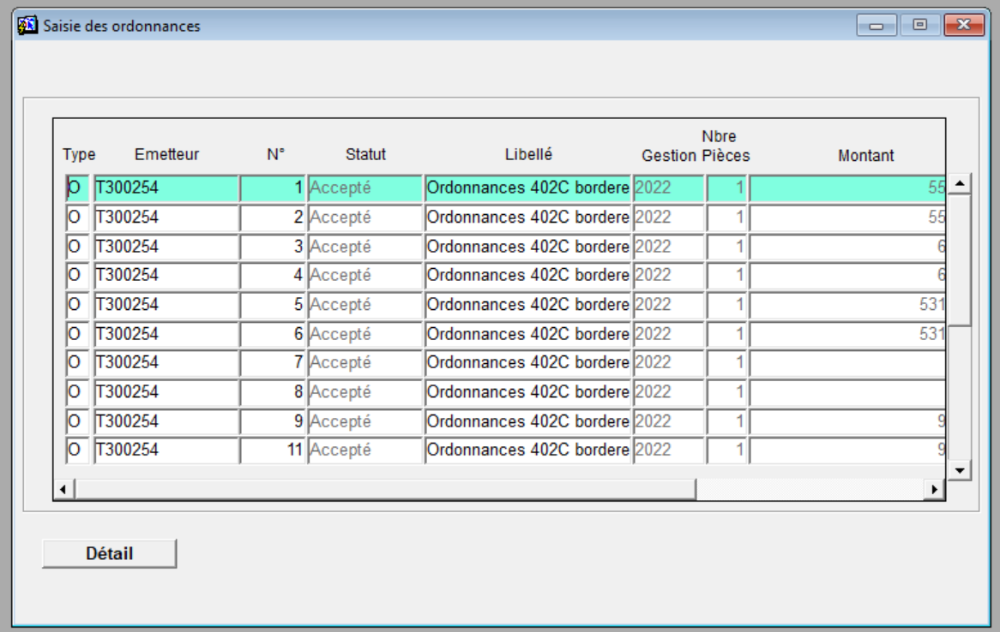 Saisie des ordonnances
Nbre
Type Emetteur N° Statut Libellé Gestion Pièces Montant
O T300254 1 Accepté Ordonnances 402C bordere 2022 1 55
O T300254 2 Accepté Ordonnances 402C bordere 2022 1 55
O T300254 3 Accepté Ordonnances 402C bordere 2022 1 6
O T300254 4 Accepté Ordonnances 402C bordere 2022 1 6
O T300254 5 Accepté Ordonnances 402C bordere 2022 1 531
O T300254 6 Accepté Ordonnances 402C bordere 2022 1 531
O T300254 7 Accepté Ordonnances 402C bordere 2022 1
O T300254 8 Accepté Ordonnances 402C bordere 2022 1
O T300254 9 Accepté Ordonnances 402C bordere 2022 1 9
O T300254 11 Accepté Ordonnances 402C bordere 2022 1 9
Détail